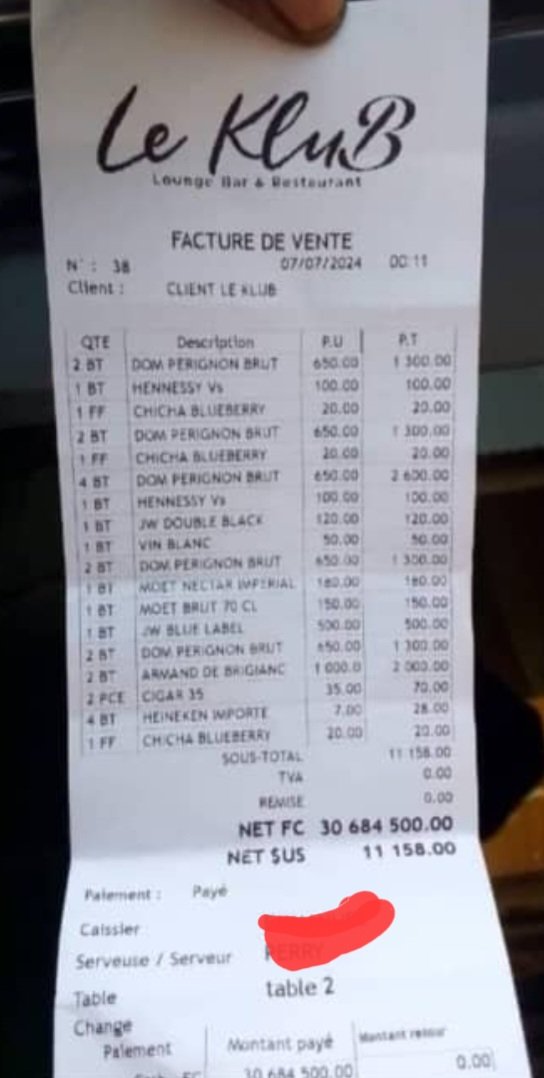 Le KluB
Lounge Bar & Restaurant
FACTURE DE VENTE
N° : 38 07/07/2024 00:11
Client : CLIENT LE KLUB
QTE Description P.U P.T
2 BT DOM PERIGNON BRUT 650.00 1 300.00
1 BT HENNESSY Vs 100.00 100.00
1 FF CHICHA BLUEBERRY 20.00 20.00
2 BT DOM PERIGNON BRUT 650.00 1 300.00
1 FF CHICHA BLUEBERRY 20.00 20.00
4 BT DOM PERIGNON BRUT 650.00 2 600.00
1 BT HENNESSY Vs 100.00 100.00
1 BT JW DOUBLE BLACK 120.00 120.00
1 BT VIN BLANC 50.00 50.00
2 BT DOM PERIGNON BRUT 650.00 1 300.00
1 BT MOET NECTAR IMPERIAL 180.00 180.00
1 BT MOET BRUT 70 CL 150.00 150.00
1 BT JW BLUE LABEL 500.00 500.00
2 BT DOM PERIGNON BRUT 650.00 1 300.00
2 BT ARMAND DE BRIGIANC 1 000.0 2 000.00
2 PCE CIGAR 35 35.00 70.00
4 BT HEINEKEN IMPORTE 7.00 28.00
1 FF CHICHA BLUEBERRY 20.00 20.00
SOUS-TOTAL 11 158.00
TVA 0.00
REMISE 0.00
NET FC 30 684 500.00
NET $US 11 158.00
Paiement : Payé
Caissier
Serveuse / Serveur PERRY
Table table 2
Change
Paiement Montant payé Montant retour
30 684 500.00 0.00